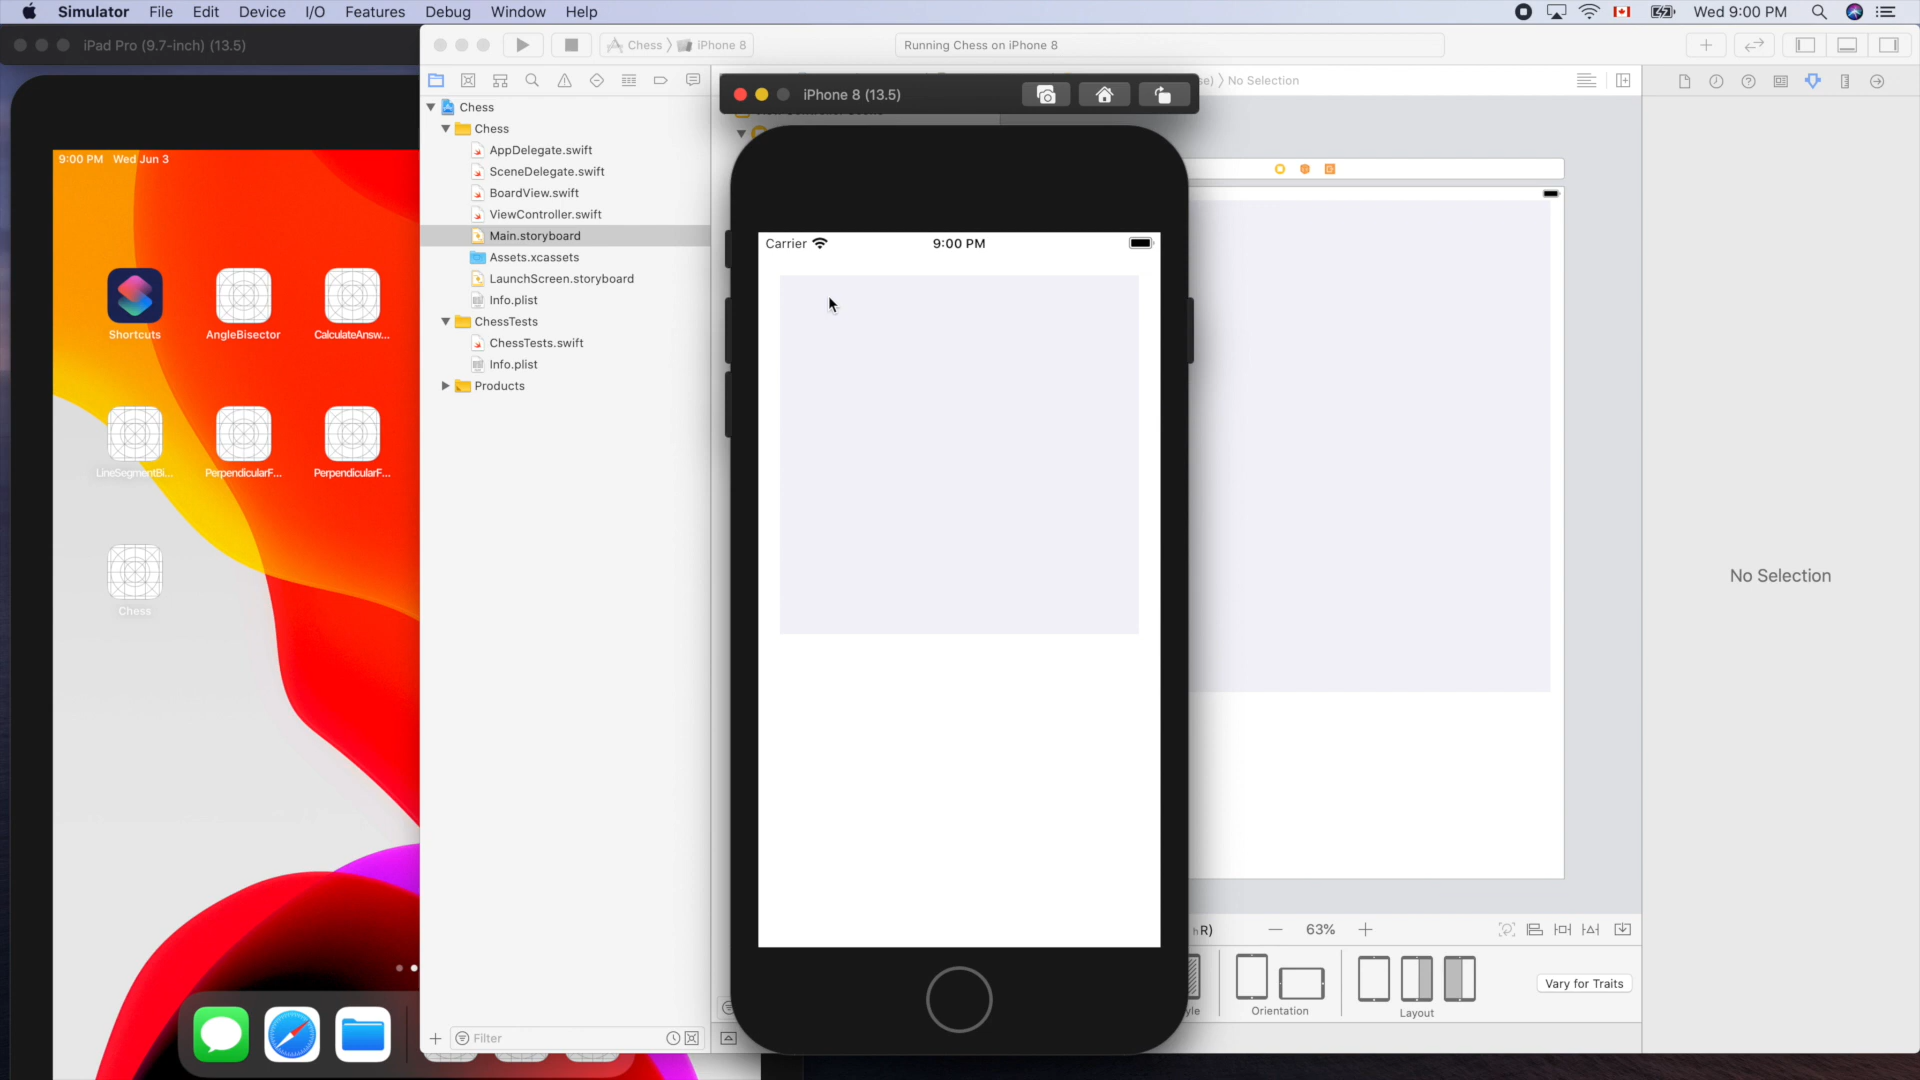 Simulator File Edit Device I/O Features Debug Window Help Wed 9:00 PM
iPad Pro (9.7-inch) (13.5)
Chess 〉 iPhone 8
Running Chess on iPhone 8
No Selection
iPhone 8 (13.5)
Chess
Chess
AppDelegate.swift
SceneDelegate.swift
BoardView.swift
ViewController.swift
Main.storyboard
Assets.xcassets
LaunchScreen.storyboard
Info.plist
ChessTests
ChessTests.swift
Info.plist
Products
Filter
9:00 PM Wed Jun 3
Shortcuts
AngleBisector
CalculateAnsw...
LineSegmentBi...
PerpendicularF...
PerpendicularF...
Chess
Carrier
9:00 PM
63%
Orientation
Layout
Vary for Traits
No Selection